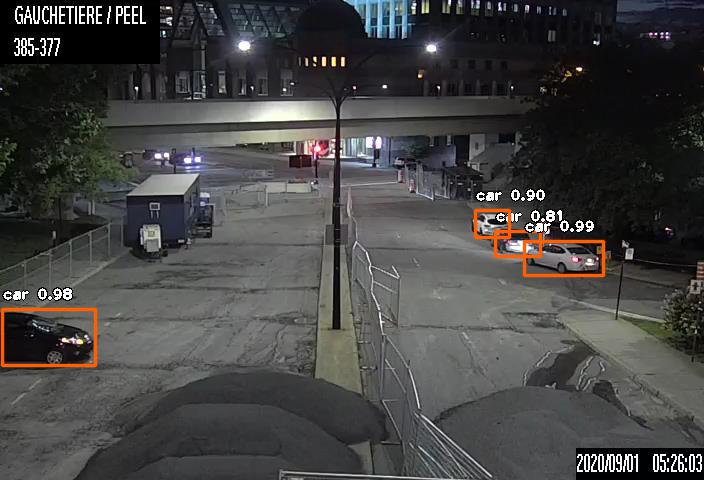 GAUCHETIERE / PEEL
385-377
car 0.90
car 0.81
car 0.99
car 0.98
2020/09/01 05:26:03